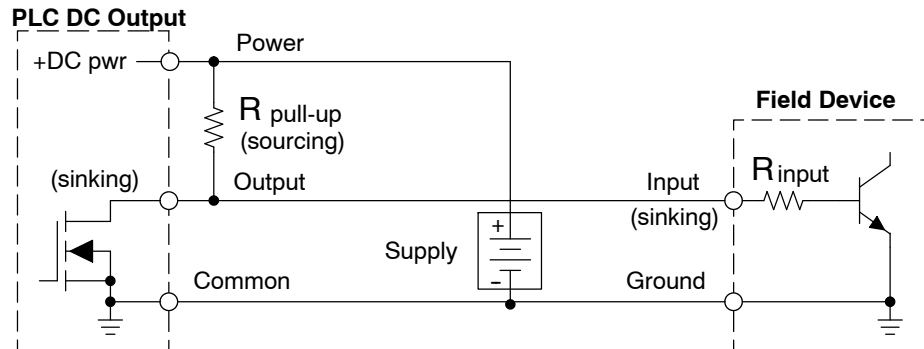 PLC DC Output
+DC pwr
Power
R pull-up
(sourcing)
Field Device
(sinking)
Output
Input
(sinking)
R input
Supply
+
–
Common
Ground